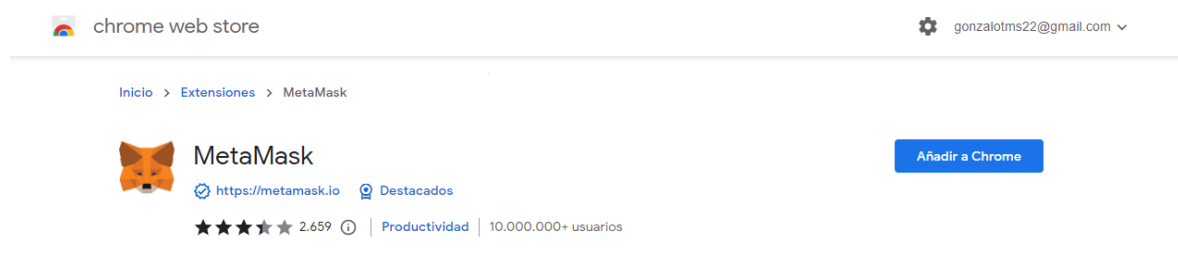 chrome web store gonzalotms22@gmail.com
Inicio > Extensiones > MetaMask
MetaMask
Añadir a Chrome
https://metamask.io Destacados
2.659 Productividad 10.000.000+ usuarios